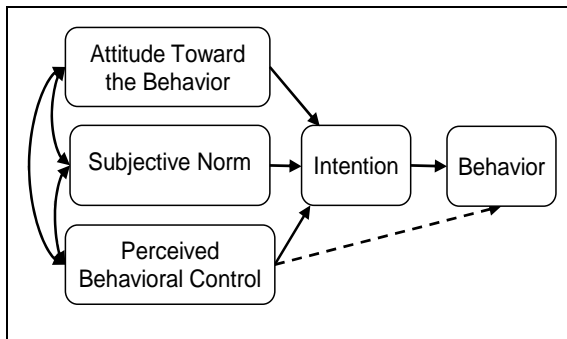 Attitude Toward
the Behavior
Subjective Norm
Intention
Behavior
Perceived
Behavioral Control